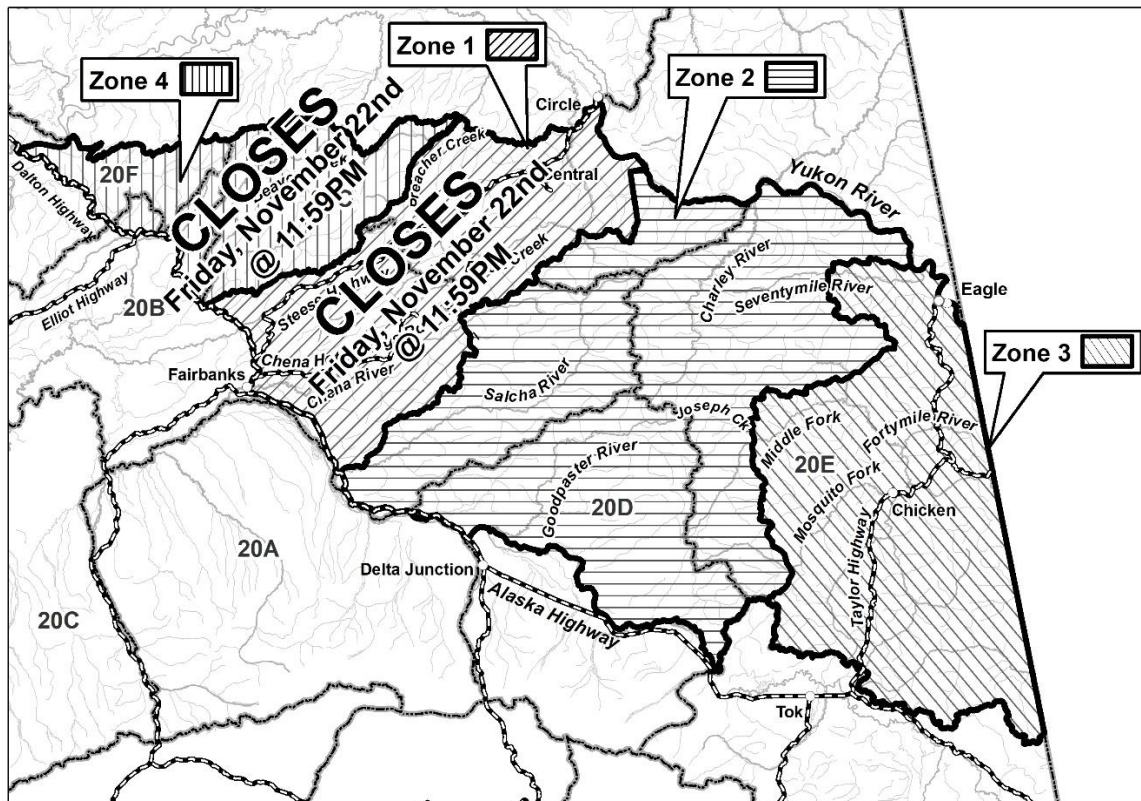 Zone 1
Zone 4
Zone 2
Circle
CLOSES
Friday, November 22nd
@ 11:59PM
20F
Dalton Highway
Central
CLOSES
Friday, November 22nd
@ 11:59PM
Creek
Yukon River
Elliot Highway
20B
Charley River
Seventymile River
Eagle
Zone 3
Fairbanks
Chena River
Salcha River
Joseph Ck
Middle Fork
Fortymile River
20E
Mosquito Fork
Goodpaster River
20D
Chicken
20A
Delta Junction
Alaska Highway
Taylor Highway
20C
Tok